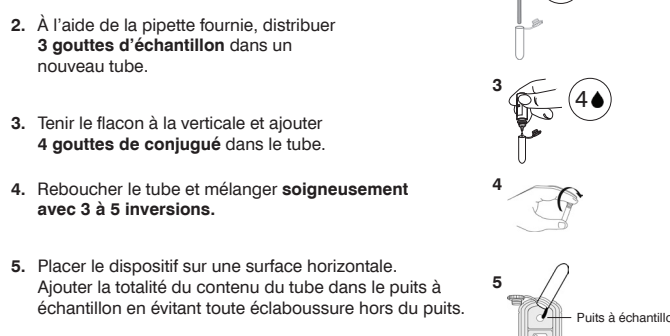 2. À l'aide de la pipette fournie, distribuer
3 gouttes d'échantillon dans un
nouveau tube.
3
4
3. Tenir le flacon à la verticale et ajouter
4 gouttes de conjugué dans le tube.
4. Reboucher le tube et mélanger soigneusement
avec 3 à 5 inversions.
4
5. Placer le dispositif sur une surface horizontale.
Ajouter la totalité du contenu du tube dans le puits à
échantillon en évitant toute éclaboussure hors du puits.
5
Puits à échantillo